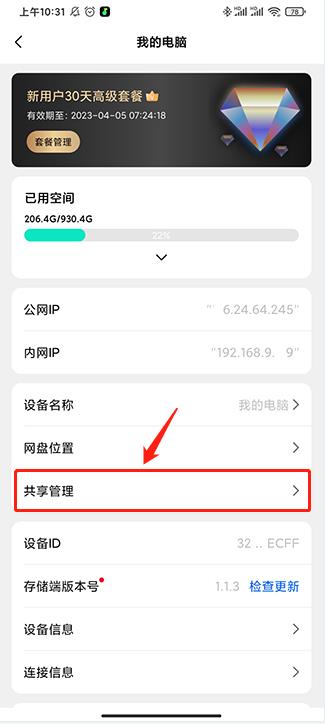 上午10:31
78
我的电脑
新用户30天高级套餐
有效期至：2023-04-05 07:24:18
套餐管理
已用空间
206.4G/930.4G
22%
公网IP 6.24.64.245"
内网IP "192.168.9. 9"
设备名称 我的电脑
网盘位置
共享管理
设备ID 32 .. ECFF
存储端版本号 1.1.3 检查更新
设备信息
连接信息